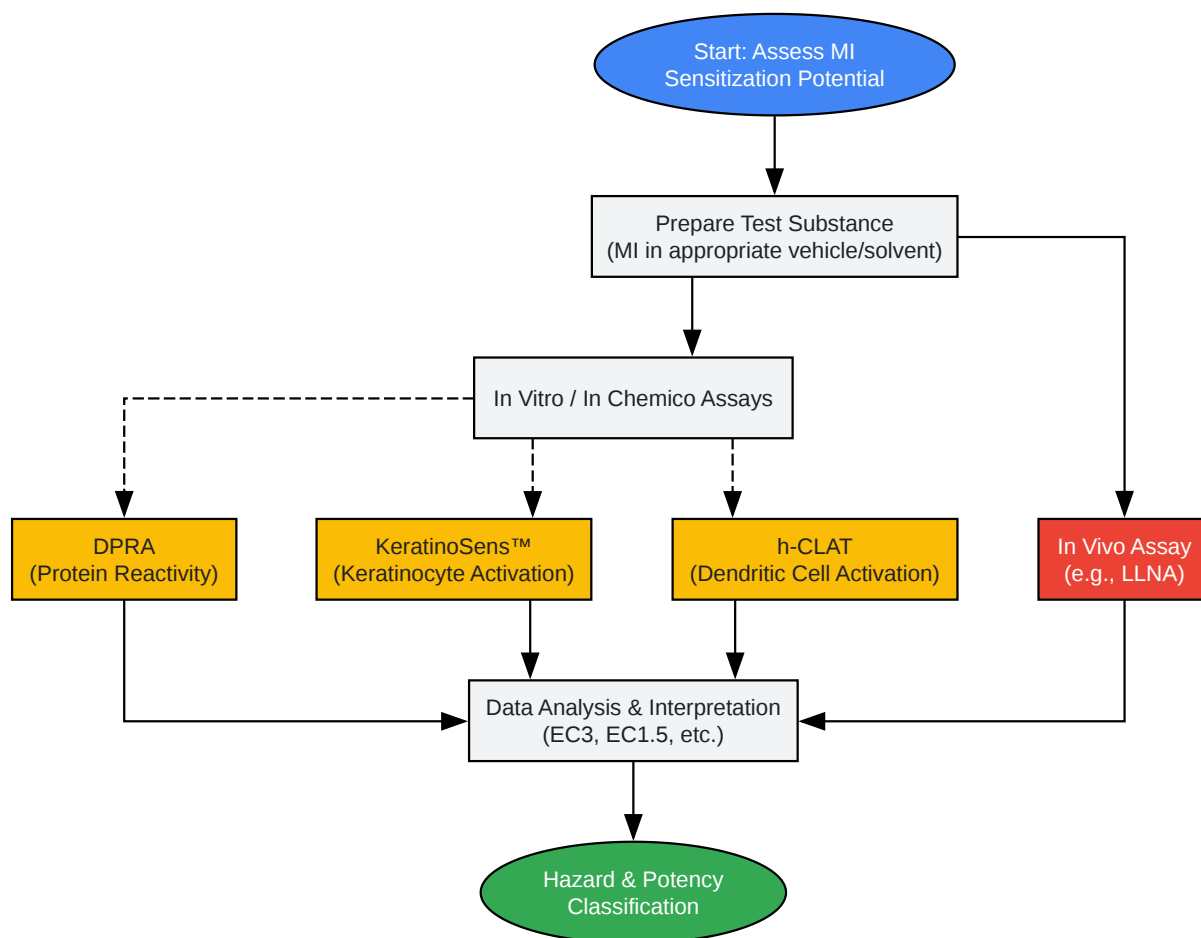 Start: Assess MI
Sensitization Potential
Prepare Test Substance
(MI in appropriate vehicle/solvent)
In Vitro / In Chemico Assays
DPRA
(Protein Reactivity)
KeratinoSens™
(Keratinocyte Activation)
h-CLAT
(Dendritic Cell Activation)
In Vivo Assay
(e.g., LLNA)
Data Analysis & Interpretation
(EC3, EC1.5, etc.)
Hazard & Potency
Classification